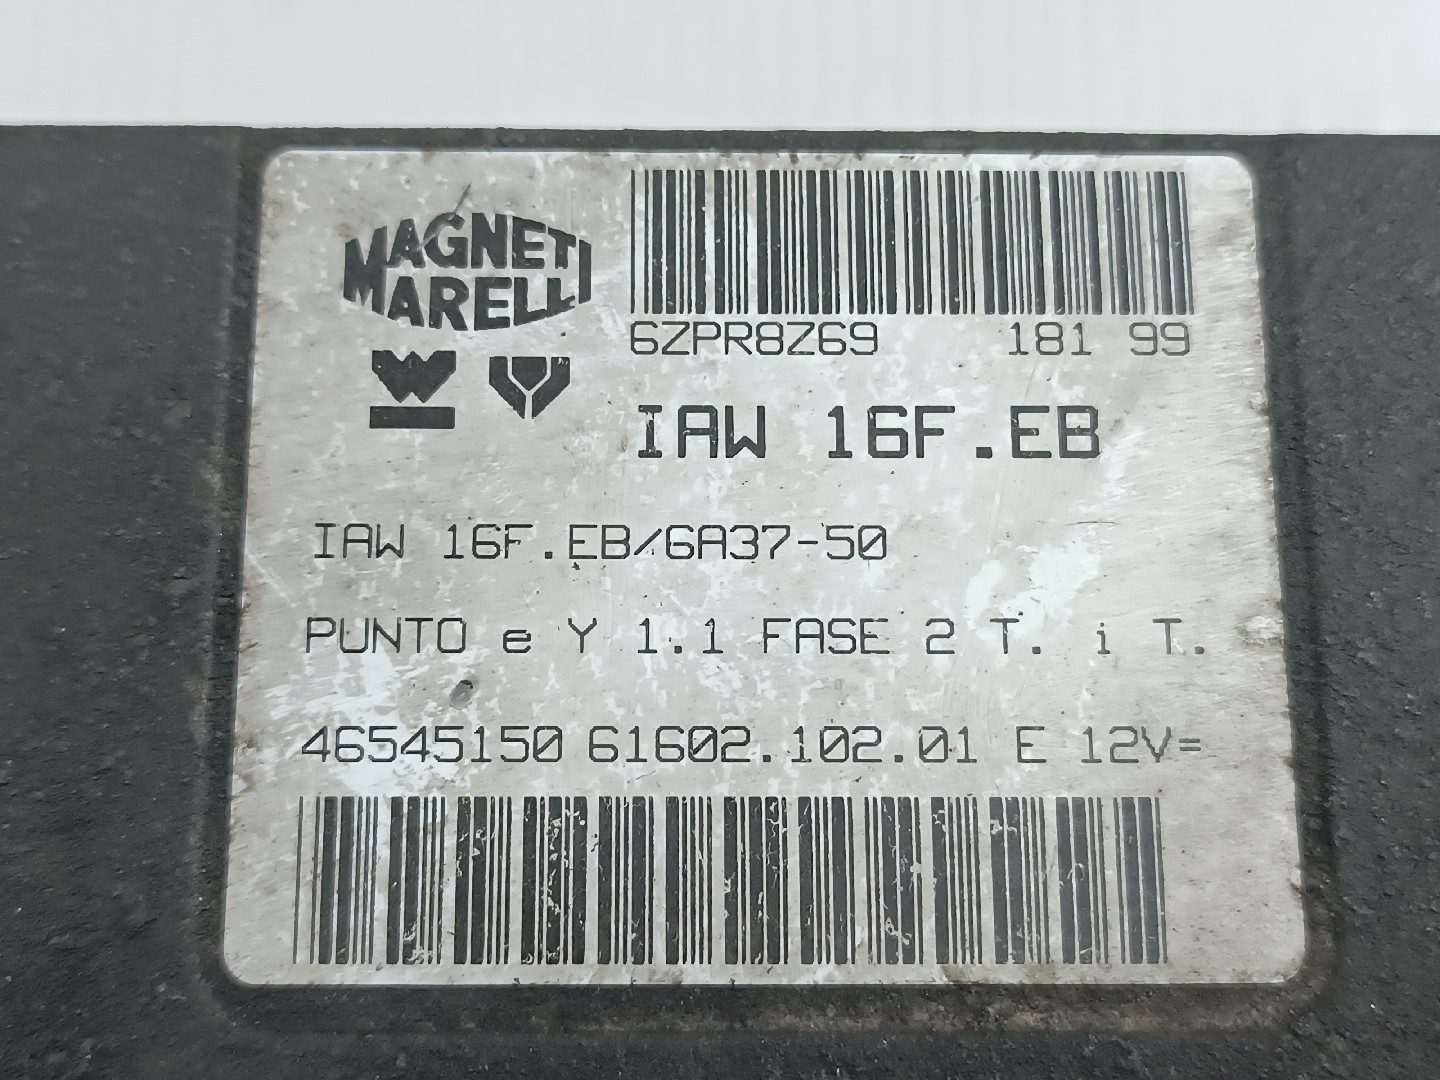 MAGNETI
MARELLI
6ZPR8Z69 181 99
IAW 16F.EB
IAW 16F.EB/6A37-50
PUNTO e Y 1.1 FASE 2 T. i T.
46545150 61602.102.01 E 12V=